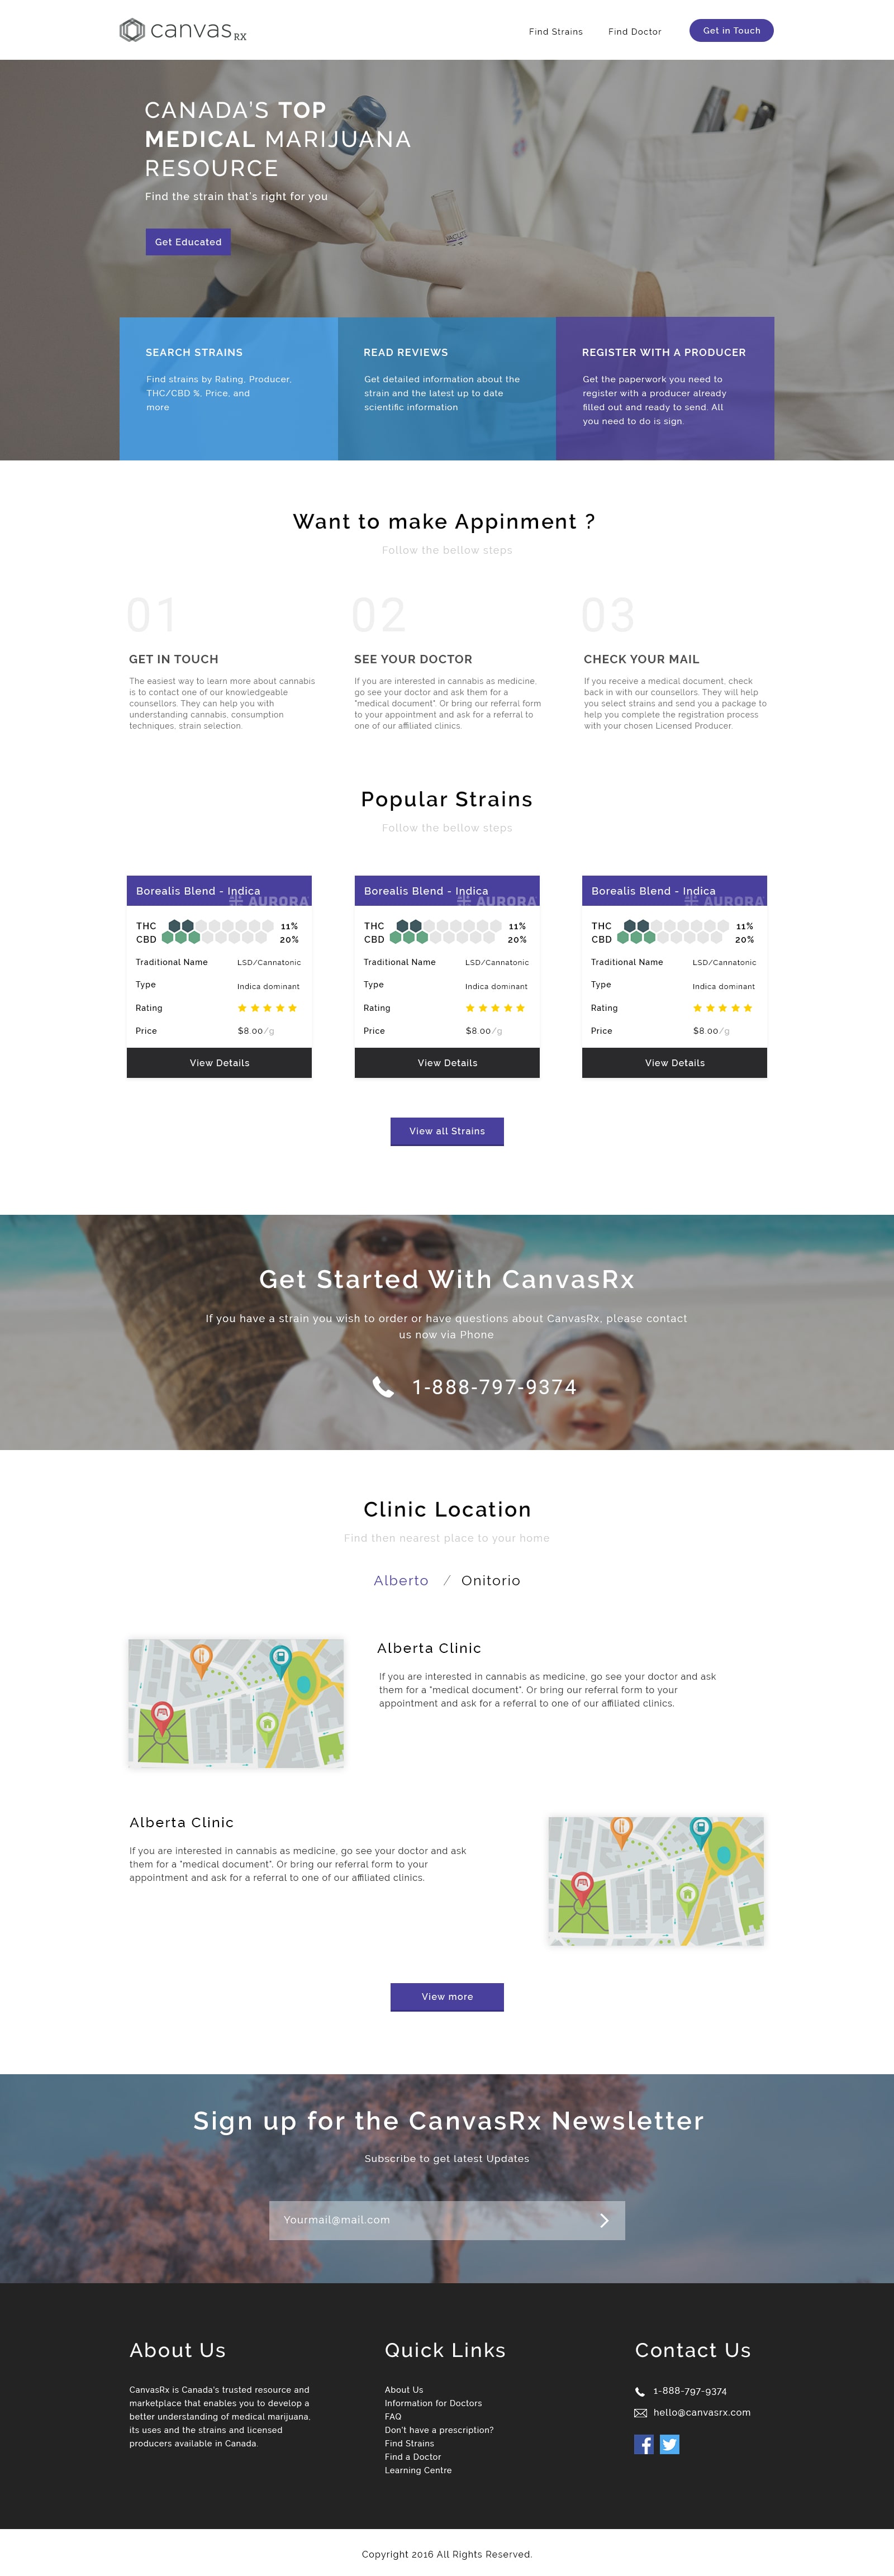 canvas RX
Find Strains
Find Doctor
Get in Touch
CANADA'S TOP
MEDICAL MARIJUANA
RESOURCE
Find the strain that's right for you
Get Educated
SEARCH STRAINS
Find strains by Rating, Producer,
THC/CBD %, Price, and
more
READ REVIEWS
Get detailed information about the
strain and the latest up to date
scientific information
REGISTER WITH A PRODUCER
Get the paperwork you need to
register with a producer already
filled out and ready to send. All
you need to do is sign.
Want to make Appinment ?
Follow the bellow steps
01
GET IN TOUCH
The easiest way to learn more about cannabis
is to contact one of our knowledgeable
counsellors. They can help you with
understanding cannabis, consumption
techniques, strain selection.
02
SEE YOUR DOCTOR
If you are interested in cannabis as medicine,
go see your doctor and ask them for a
"medical document". Or bring our referral form
to your appointment and ask for a referral to
one of our affiliated clinics.
03
CHECK YOUR MAIL
If you receive a medical document, check
back in with our counsellors. They will help
you select strains and send you a package to
help you complete the registration process
with your chosen Licensed Producer.
Popular Strains
Follow the bellow steps
Borealis Blend - Indica
AURORA
THC 11%
CBD 20%
Traditional Name LSD/Cannatonic
Type Indica dominant
Rating
Price $8.00/g
View Details
Borealis Blend - Indica
AURORA
THC 11%
CBD 20%
Traditional Name LSD/Cannatonic
Type Indica dominant
Rating
Price $8.00/g
View Details
Borealis Blend - Indica
AURORA
THC 11%
CBD 20%
Traditional Name LSD/Cannatonic
Type Indica dominant
Rating
Price $8.00/g
View Details
View all Strains
Get Started With CanvasRx
If you have a strain you wish to order or have questions about CanvasRx, please contact
us now via Phone
1-888-797-9374
Clinic Location
Find then nearest place to your home
Alberto / Onitorio
Alberta Clinic
If you are interested in cannabis as medicine, go see your doctor and ask
them for a "medical document". Or bring our referral form to your
appointment and ask for a referral to one of our affiliated clinics.
Alberta Clinic
If you are interested in cannabis as medicine, go see your doctor and ask
them for a "medical document". Or bring our referral form to your
appointment and ask for a referral to one of our affiliated clinics.
View more
Sign up for the CanvasRx Newsletter
Subscribe to get latest Updates
Yourmail@mail.com
About Us
CanvasRx is Canada's trusted resource and
marketplace that enables you to develop a
better understanding of medical marijuana,
its uses and the strains and licensed
producers available in Canada.
Quick Links
About Us
Information for Doctors
FAQ
Don't have a prescription?
Find Strains
Find a Doctor
Learning Centre
Contact Us
1-888-797-9374
hello@canvasrx.com
Copyright 2016 All Rights Reserved.